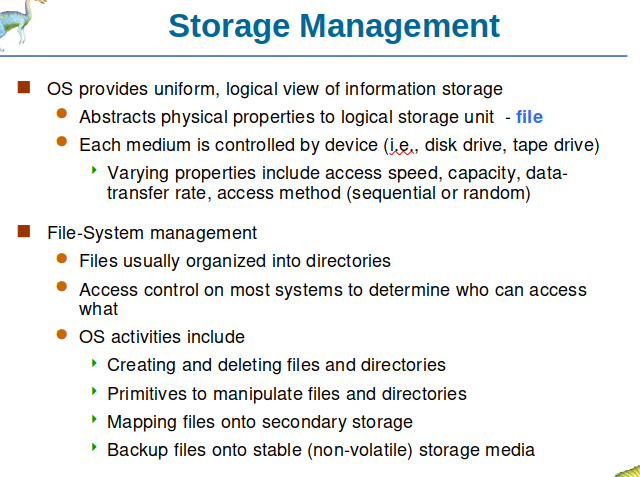 Storage Management
OS provides uniform, logical view of information storage
Abstracts physical properties to logical storage unit - file
Each medium is controlled by device (i.e., disk drive, tape drive)
Varying properties include access speed, capacity, data-
transfer rate, access method (sequential or random)
File-System management
Files usually organized into directories
Access control on most systems to determine who can access
what
OS activities include
Creating and deleting files and directories
Primitives to manipulate files and directories
Mapping files onto secondary storage
Backup files onto stable (non-volatile) storage media